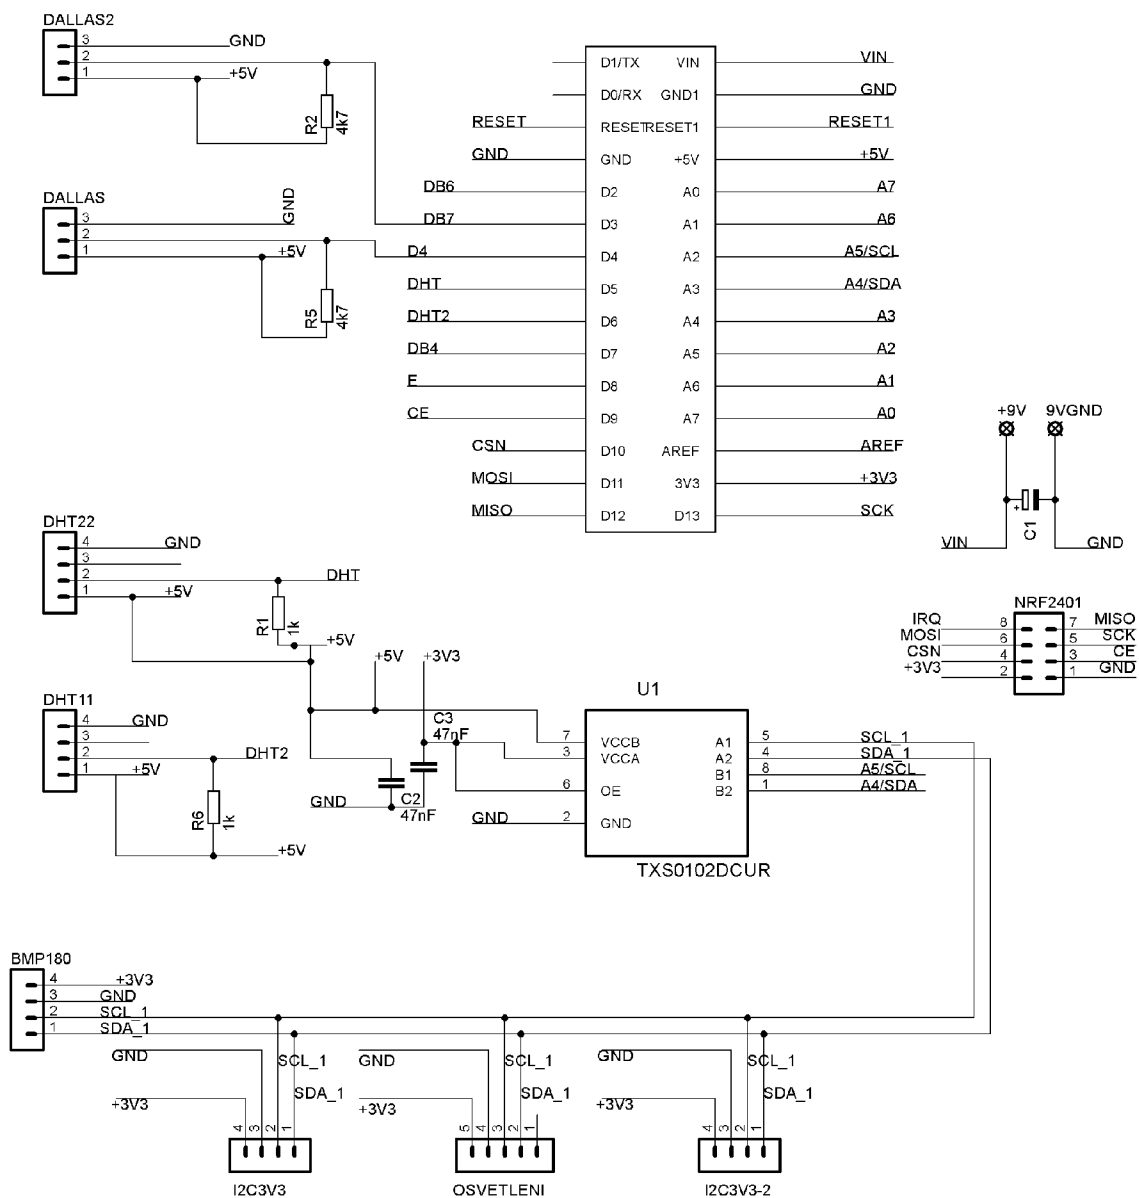 DALLAS2
3 GND
2
1 +5V
R2
4k7
DALLAS
3 GND
2
1 +5V
R5
4k7
D1/TX VIN VIN
D0/RX GND1 GND
RESET RESET RESET1 RESET1
GND GND +5V +5V
DB6 D2 A0 A7
DB7 D3 A1 A6
D4 D4 A2 A5/SCL
DHT D5 A3 A4/SDA
DHT2 D6 A4 A3
DB4 D7 A5 A2
E D8 A6 A1
CE D9 A7 A0
CSN D10 AREF AREF
MOSI D11 3V3 +3V3
MISO D12 D13 SCK
+9V 9VGND
+
C1
VIN GND
DHT22
4 GND
3
2 DHT
1 +5V
R1
1k
+5V
NRF2401
IRQ 8 7 MISO
MOSI 6 5 SCK
CSN 4 3 CE
+3V3 2 1 GND
DHT11
4 GND
3
2 DHT2
1 +5V
R6
1k
+5V
+5V +3V3
C3
47nF
C2
47nF
GND
U1
7 VCCB A1 5 SCL_1
3 VCCA A2 4 SDA_1
B1 8 A5/SCL
6 OE B2 1 A4/SDA
GND 2 GND
TXS0102DCUR
BMP180
4 +3V3
3 GND
2 SCL_1
1 SDA_1
GND SCL_1
SDA_1
+3V3
4 3 2 1
I2C3V3
GND SCL_1
SDA_1
+3V3
5 4 3 2 1
OSVETLENI
GND SCL_1
SDA_1
+3V3
4 3 2 1
I2C3V3-2